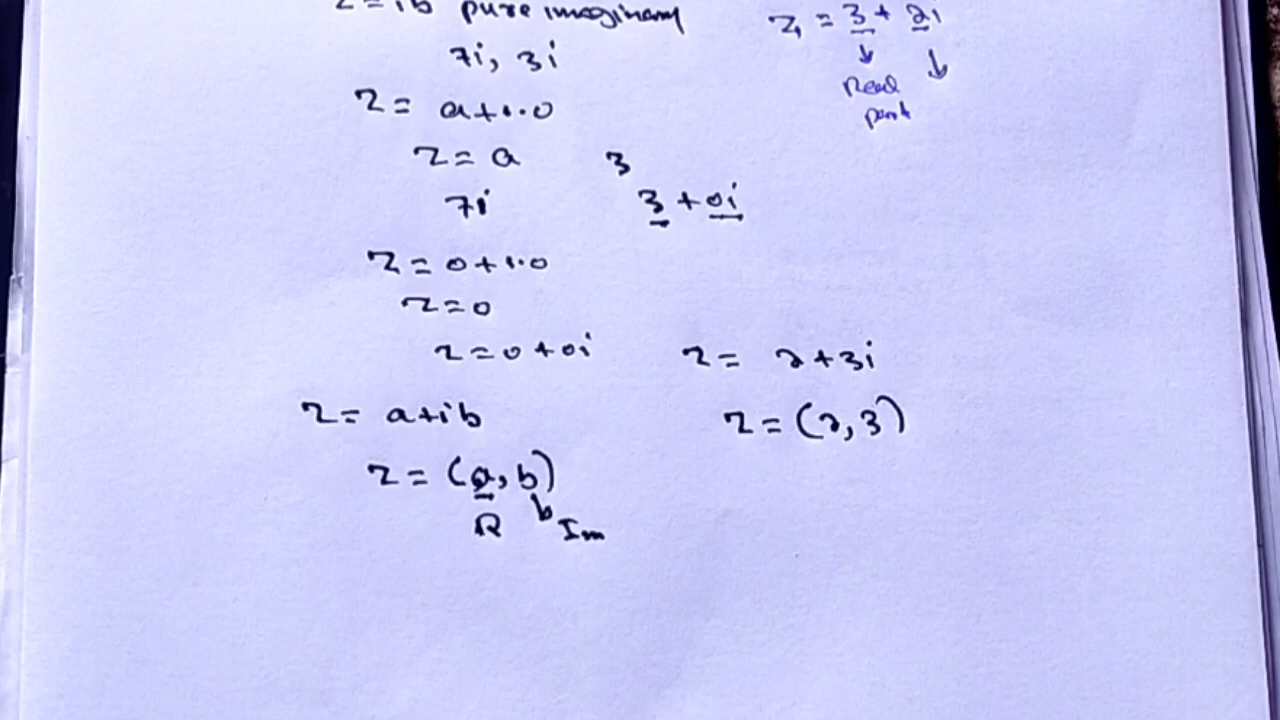 z = ib pure imaginary
7i, 3i
z = a+i.0
z = a
7i
z = 0+i.0
z = 0
z = 0+0i
z = a+ib
z = (a, b)
R Im
z₁ = 3 + 2i
Real
part
3
3 + 0i
z = 2+3i
z = (2, 3)